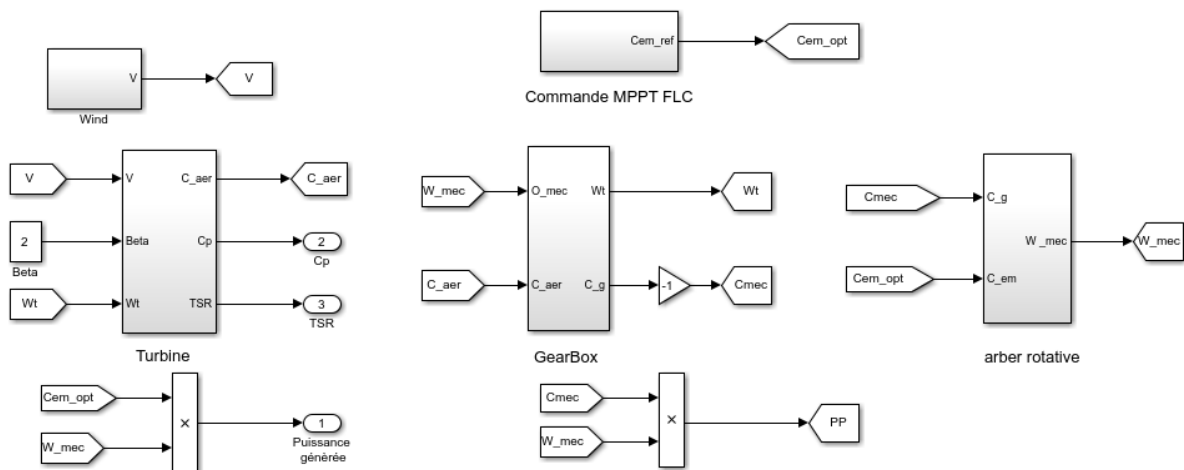 Cem_ref
Cem_opt
Commande MPPT FLC
V
V
Wind
V
V
C_aer
C_aer
2
Beta
Cp
2
Beta
Cp
Wt
Wt
TSR
3
TSR
Turbine
W_mec
O_mec
Wt
Wt
C_aer
C_aer
C_g
-1
Cmec
GearBox
Cmec
C_g
W _mec
W_mec
Cem_opt
C_em
arber rotative
Cem_opt
W_mec
×
1
Puissance
génèrée
Cmec
W_mec
×
PP